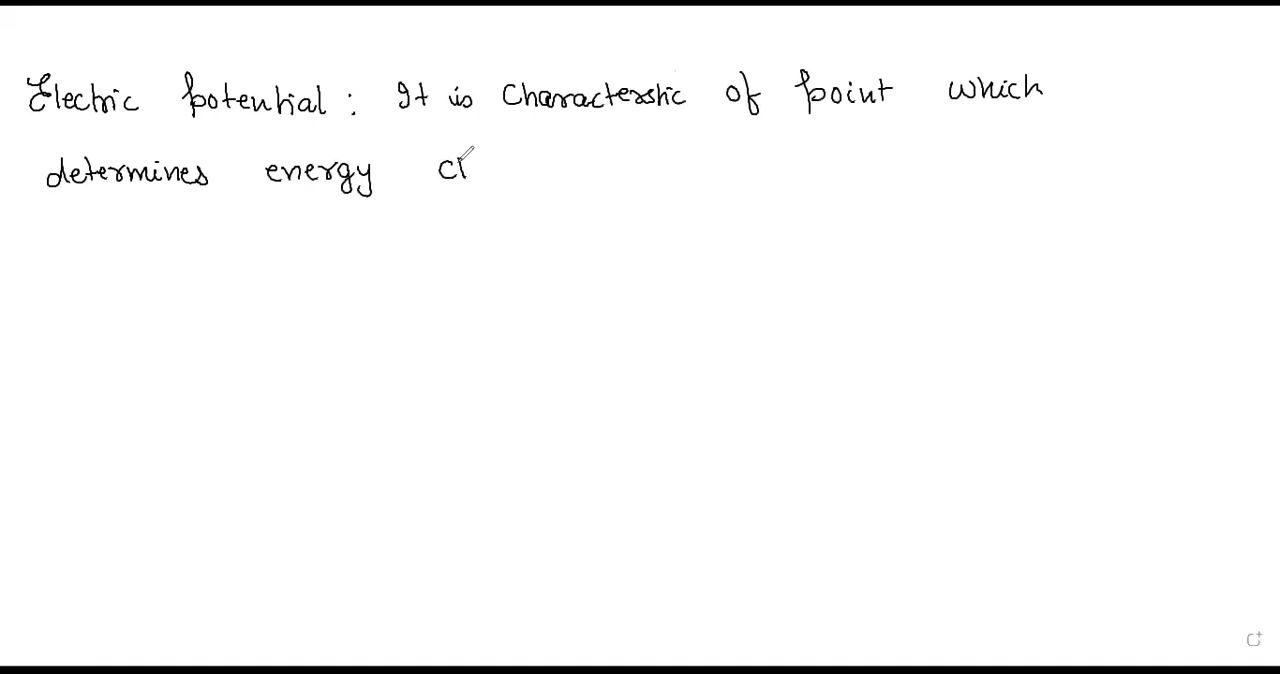 Electric potential : It is Characterstic of point which
determines energy